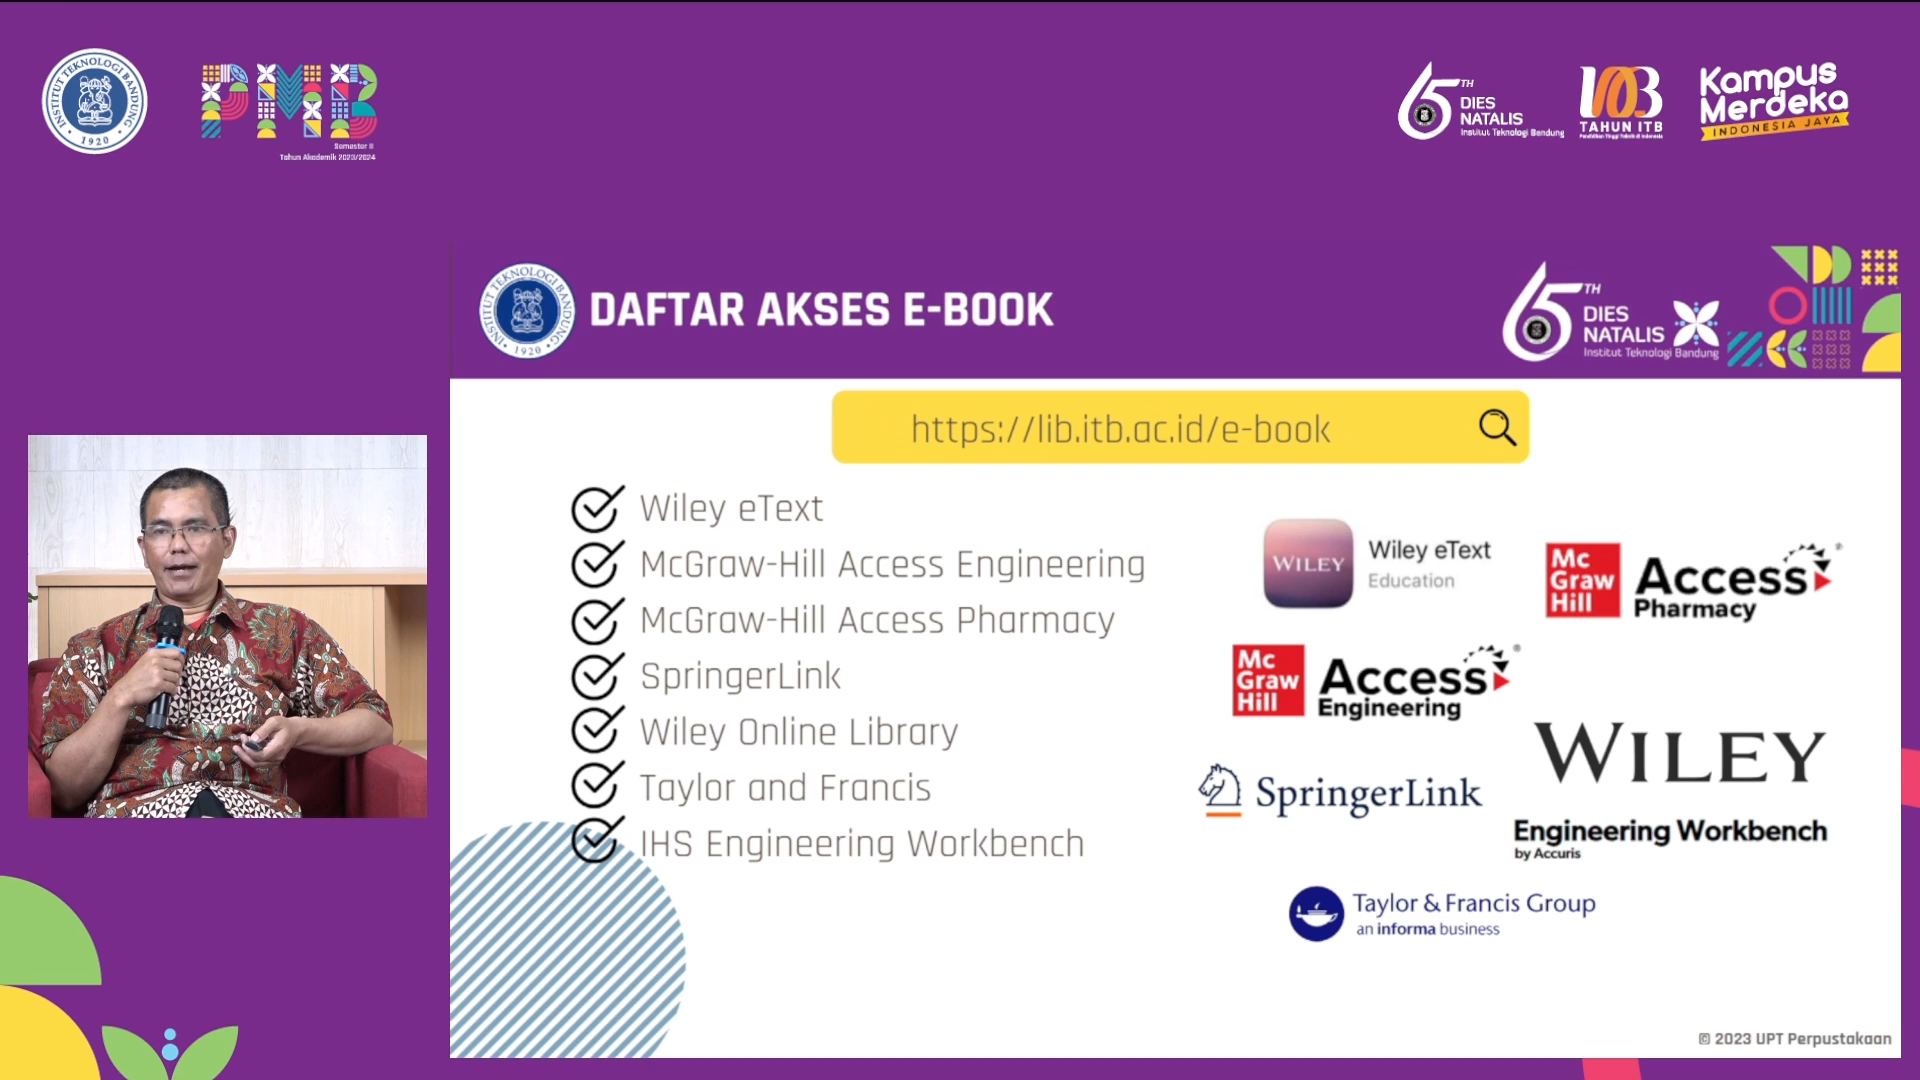 INSTITUT TEKNOLOGI BANDUNG
1920
PMB
Semester II
Tahun Akademik 2023/2024
65TH
DIES
NATALIS
Institut Teknologi Bandung
103
TAHUN ITB
Kampus
Merdeka
INDONESIA JAYA
INSTITUT TEKNOLOGI BANDUNG
1920
DAFTAR AKSES E-BOOK
65TH
DIES
NATALIS
Institut Teknologi Bandung
https://lib.itb.ac.id/e-book
Wiley eText
McGraw-Hill Access Engineering
McGraw-Hill Access Pharmacy
SpringerLink
Wiley Online Library
Taylor and Francis
IHS Engineering Workbench
WILEY
Wiley eText
Education
Mc
Graw
Hill
Access®
Pharmacy
Mc
Graw
Hill
Access®
Engineering
WILEY
SpringerLink
Engineering Workbench
by Accuris
Taylor & Francis Group
an informa business
© 2023 UPT Perpustakaan